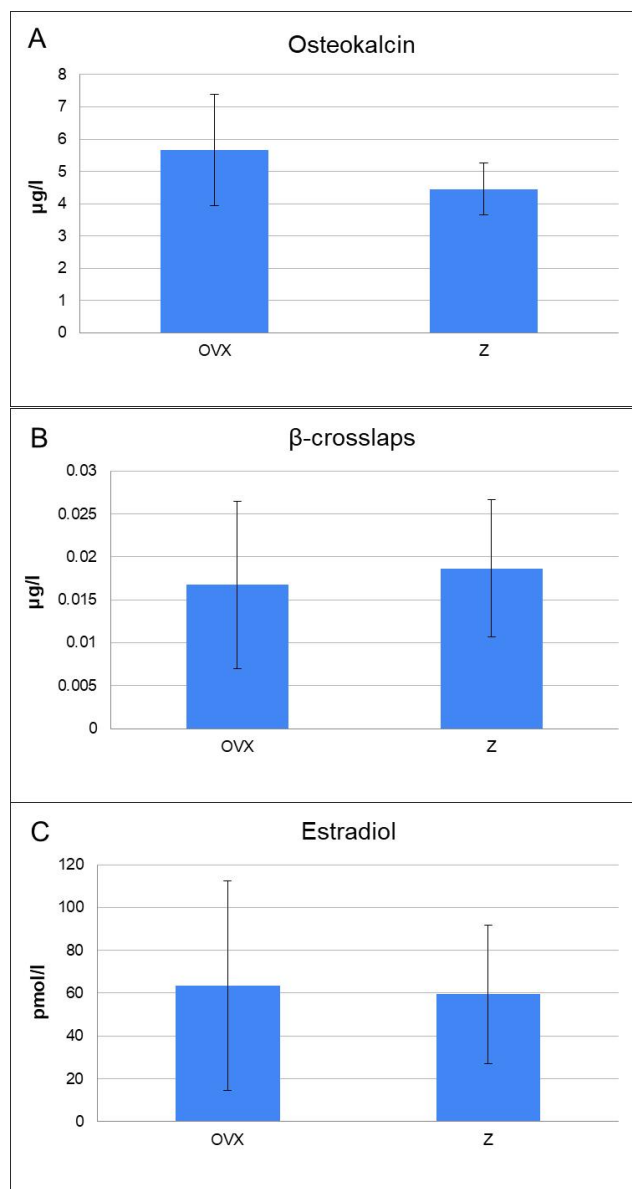 A
Osteokalcin
8
7
6
5
4
3
2
1
0
µg/l
OVX Z
B
β-crosslaps
0.03
0.025
0.02
0.015
0.01
0.005
0
µg/l
OVX Z
C
Estradiol
120
100
80
60
40
20
0
pmol/l
OVX Z